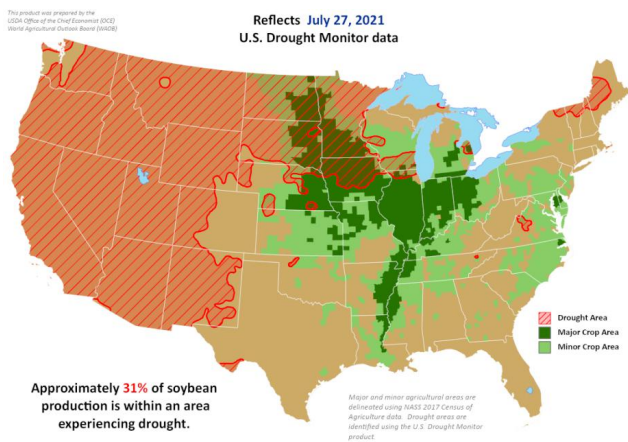 This product was prepared by the
USDA Office of the Chief Economist (OCE)
World Agricultural Outlook Board (WAOB)
Reflects July 27, 2021
U.S. Drought Monitor data
Drought Area
Major Crop Area
Minor Crop Area
Approximately 31% of soybean
production is within an area
experiencing drought.
Major and minor agricultural areas are
delineated using NASS 2017 Census of
Agriculture data. Drought areas are
identified using the U.S. Drought Monitor
product.